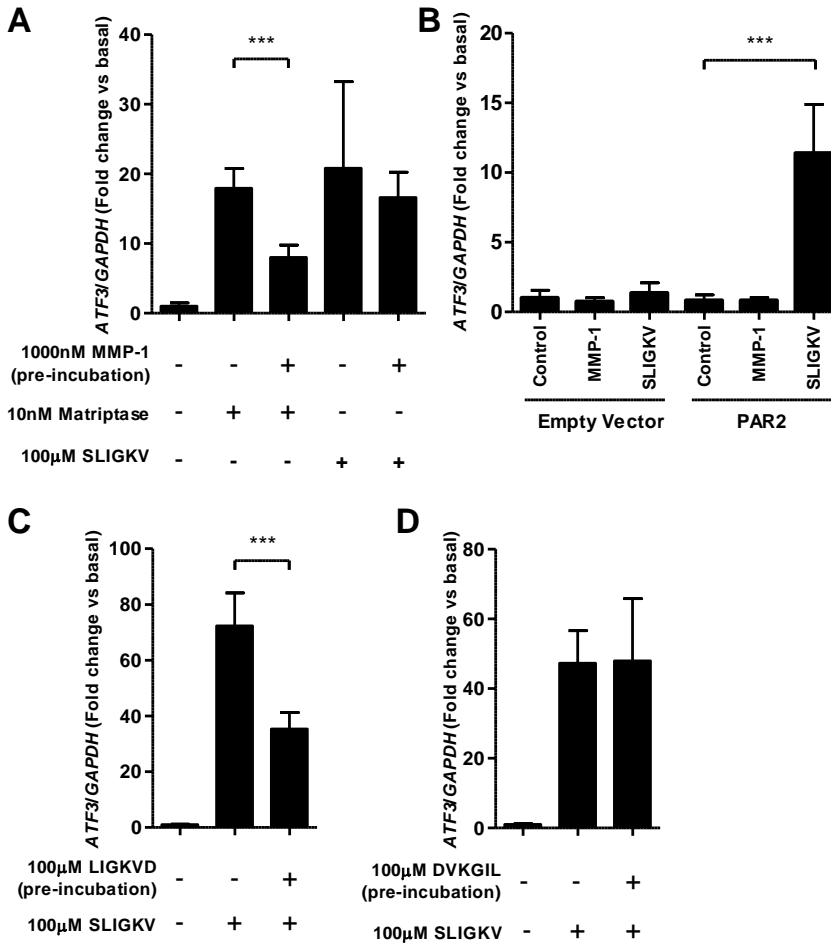 A
ATF3/GAPDH (Fold change vs basal)
40
30
20
10
0
***
1000nM MMP-1
(pre-incubation)
- - + - +
10nM Matriptase
- + + - -
100μM SLIGKV
- - - + +
B
ATF3/GAPDH (Fold change vs basal)
20
15
10
5
0
***
Control
MMP-1
SLIGKV
Control
MMP-1
SLIGKV
Empty Vector
PAR2
C
ATF3/GAPDH (Fold change vs basal)
100
80
60
40
20
0
***
100μM LIGKVD
(pre-incubation)
- - +
100μM SLIGKV
- + +
D
ATF3/GAPDH (Fold change vs basal)
80
60
40
20
0
100μM DVKGIL
(pre-incubation)
- - +
100μM SLIGKV
- + +